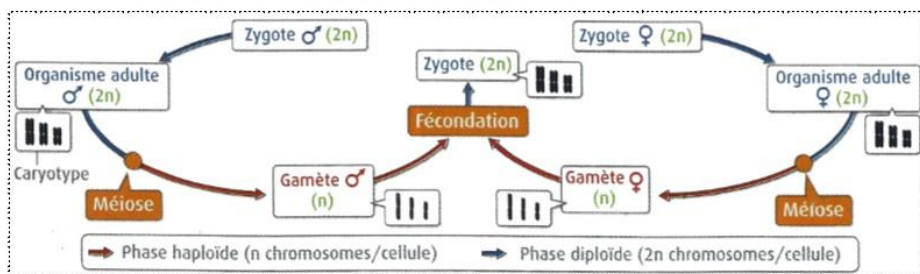 Zygote ♂ (2n)
Zygote ♀ (2n)
Organisme adulte
♂ (2n)
Zygote (2n)
Organisme adulte
♀ (2n)
Fécondation
Caryotype
Méiose
Gamète ♂
(n)
Gamète ♀
(n)
Méiose
Phase haploïde (n chromosomes/cellule)
Phase diploïde (2n chromosomes/cellule)